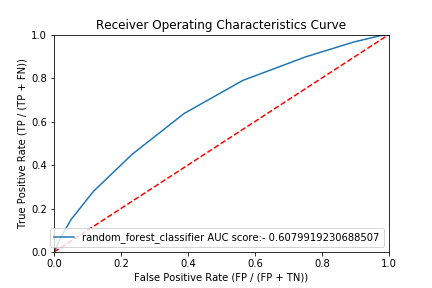 Receiver Operating Characteristics Curve
True Positive Rate (TP / (TP + FN))
1.0
0.8
0.6
0.4
0.2
0.0
random_forest_classifier AUC score:- 0.6079919230688507
0.0 0.2 0.4 0.6 0.8 1.0
False Positive Rate (FP / (FP + TN))